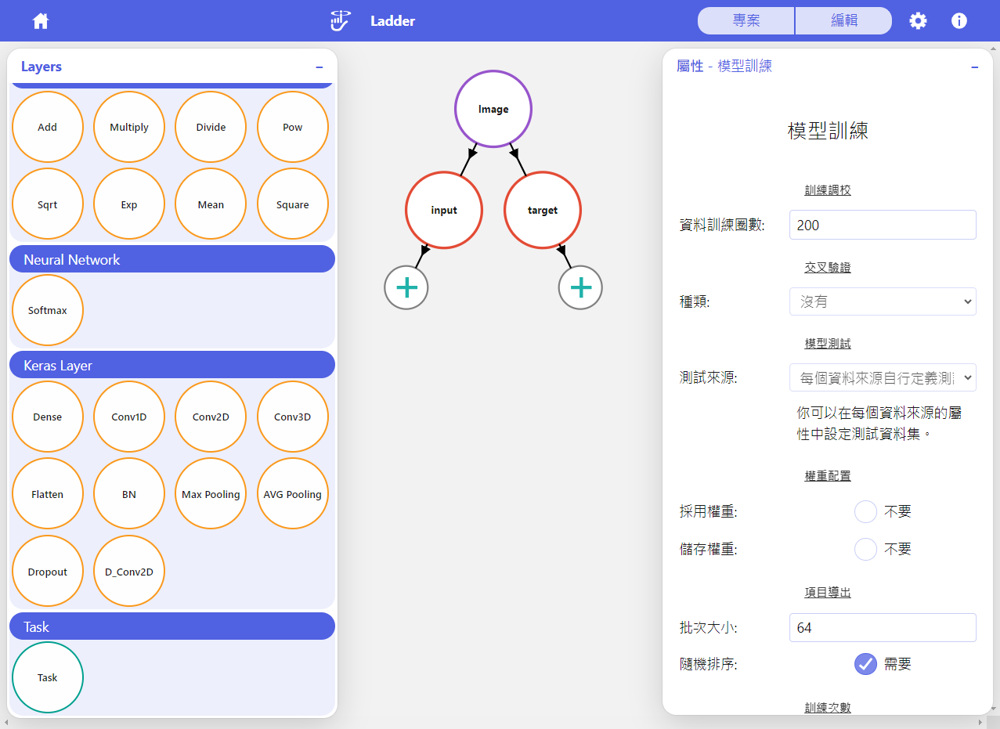 Ladder
專案
編輯
Layers
Add
Multiply
Divide
Pow
Sqrt
Exp
Mean
Square
Neural Network
Softmax
Keras Layer
Dense
Conv1D
Conv2D
Conv3D
Flatten
BN
Max Pooling
AVG Pooling
Dropout
D_Conv2D
Task
Task
Image
input
target
屬性 - 模型訓練
模型訓練
訓練調校
資料訓練圈數:
200
交叉驗證
種類:
沒有
模型測試
測試來源:
每個資料來源自行定義測
你可以在每個資料來源的屬
性中設定測試資料集。
權重配置
採用權重:
不要
儲存權重:
不要
項目導出
批次大小:
64
隨機排序:
需要
訓練次數